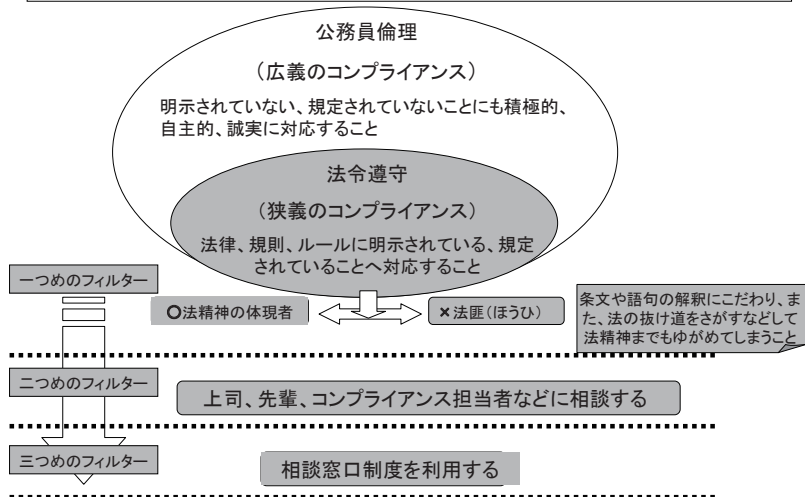 公務員倫理
（広義のコンプライアンス）
明示されていない、規定されていないことにも積極的、
自主的、誠実に対応すること
法令遵守
（狭義のコンプライアンス）
法律、規則、ルールに明示されている、規定
されていることへ対応すること
一つめのフィルター
○法精神の体現者
×法匪（ほうひ）
条文や語句の解釈にこだわり、ま
た、法の抜け道をさがすなどして
法精神までもゆがめてしまうこと
二つめのフィルター
上司、先輩、コンプライアンス担当者などに相談する
三つめのフィルター
相談窓口制度を利用する